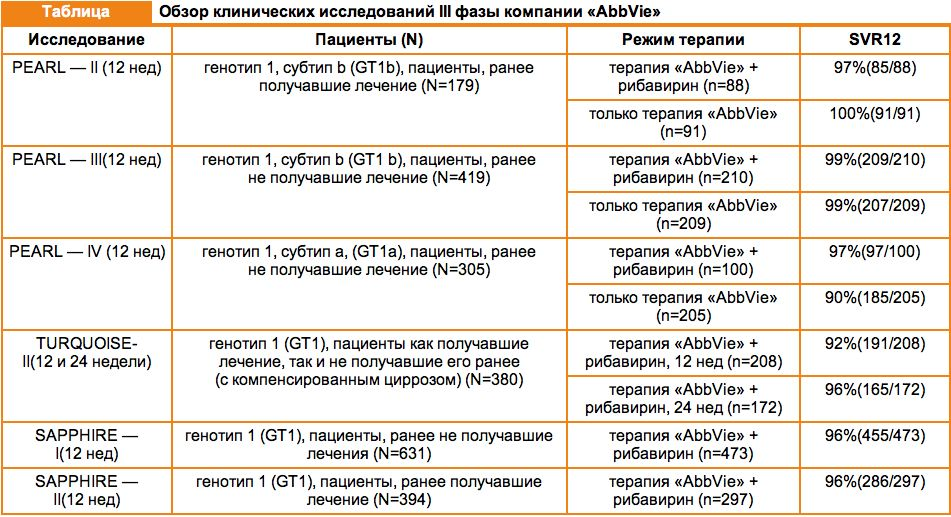 Таблица
Обзор клинических исследований III фазы компании «AbbVie»
Исследование
Пациенты (N)
Режим терапии
SVR12
PEARL — II (12 нед)
генотип 1, субтип b (GT1b), пациенты, ранее
получавшие лечение (N=179)
терапия «AbbVie» +
рибавирин (n=88)
97%(85/88)
только терапия «AbbVie»
(n=91)
100%(91/91)
PEARL — III(12 нед)
генотип 1, субтип b (GT1 b), пациенты, ранее
не получавшие лечение (N=419)
терапия «AbbVie» +
рибавирин (n=210)
99%(209/210)
только терапия «AbbVie»
(n=209)
99%(207/209)
PEARL — IV (12 нед)
генотип 1, субтип a, (GT1a), пациенты, ранее
не получавшие лечение (N=305)
терапия «AbbVie» +
рибавирин (n=100)
97%(97/100)
только терапия «AbbVie»
(n=205)
90%(185/205)
TURQUOISE-
II(12 и 24 недели)
генотип 1 (GT1), пациенты как получавшие
лечение, так и не получавшие его ранее
(с компенсированным циррозом) (N=380)
терапия «AbbVie» +
рибавирин, 12 нед (n=208)
92%(191/208)
терапия «AbbVie» +
рибавирин, 24 нед (n=172)
96%(165/172)
SAPPHIRE —
I(12 нед)
генотип 1 (GT1), пациенты, ранее не получавшие
лечения (N=631)
терапия «AbbVie» +
рибавирин (n=473)
96%(455/473)
SAPPHIRE —
II(12 нед)
генотип 1 (GT1), пациенты, ранее получавшие
лечение (N=394)
терапия «AbbVie» +
рибавирин (n=297)
96%(286/297)